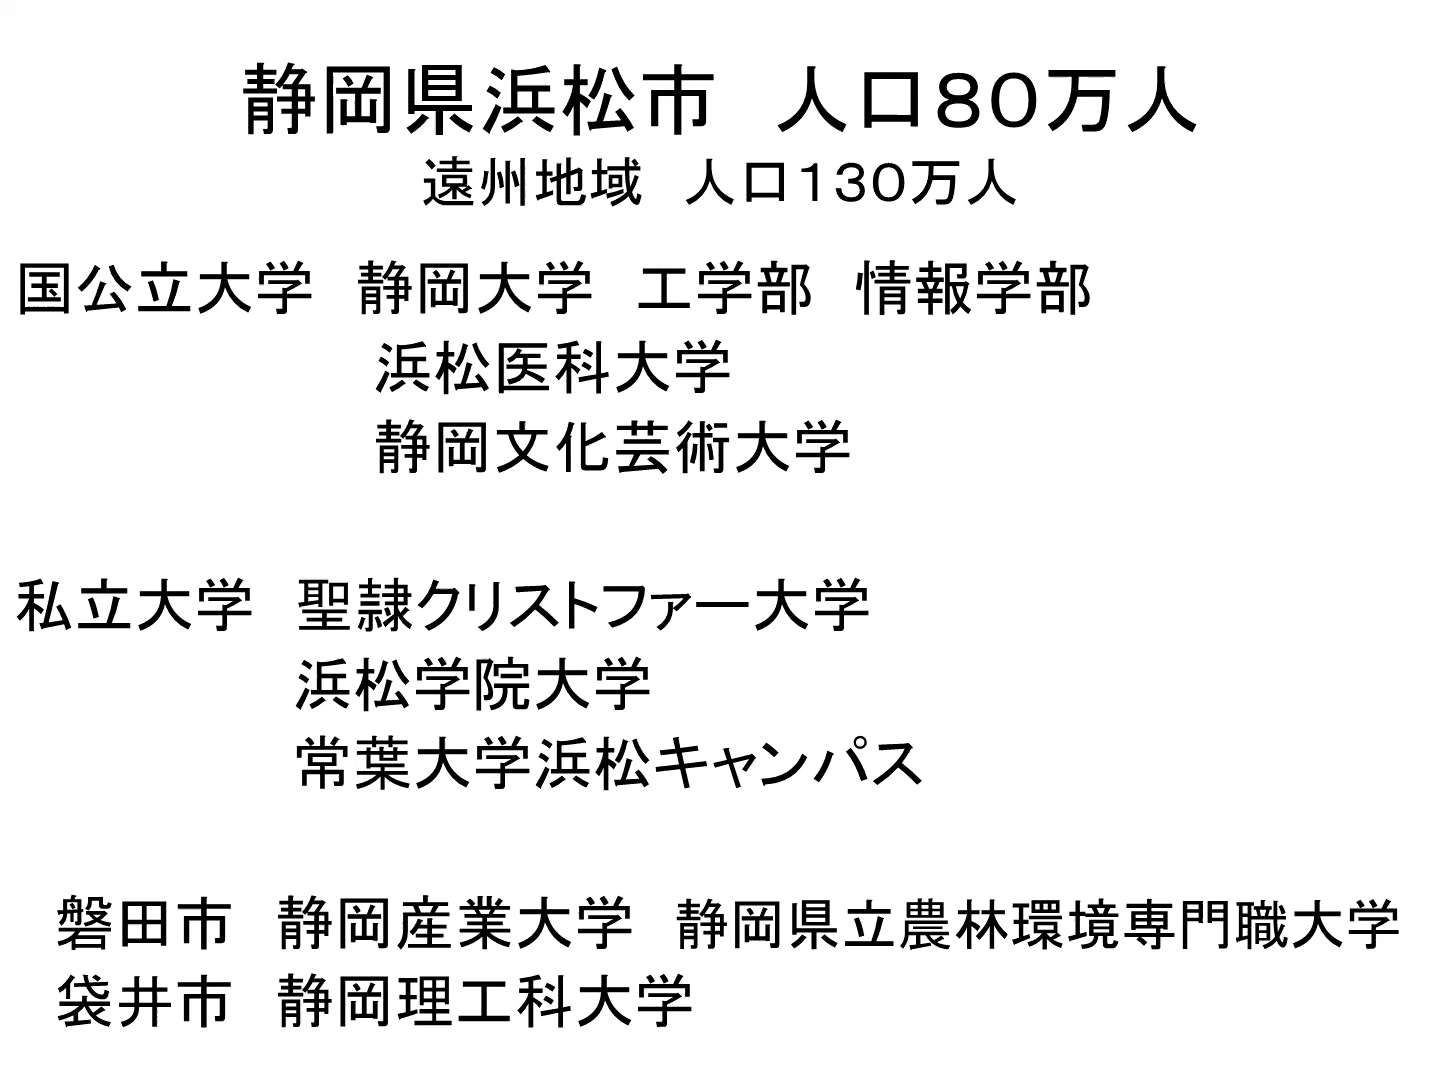 静岡県浜松市　人口８０万人
遠州地域　人口１３０万人
国公立大学　静岡大学　工学部　情報学部
浜松医科大学
静岡文化芸術大学
私立大学　聖隷クリストファー大学
浜松学院大学
常葉大学浜松キャンパス
磐田市　静岡産業大学　静岡県立農林環境専門職大学
袋井市　静岡理工科大学